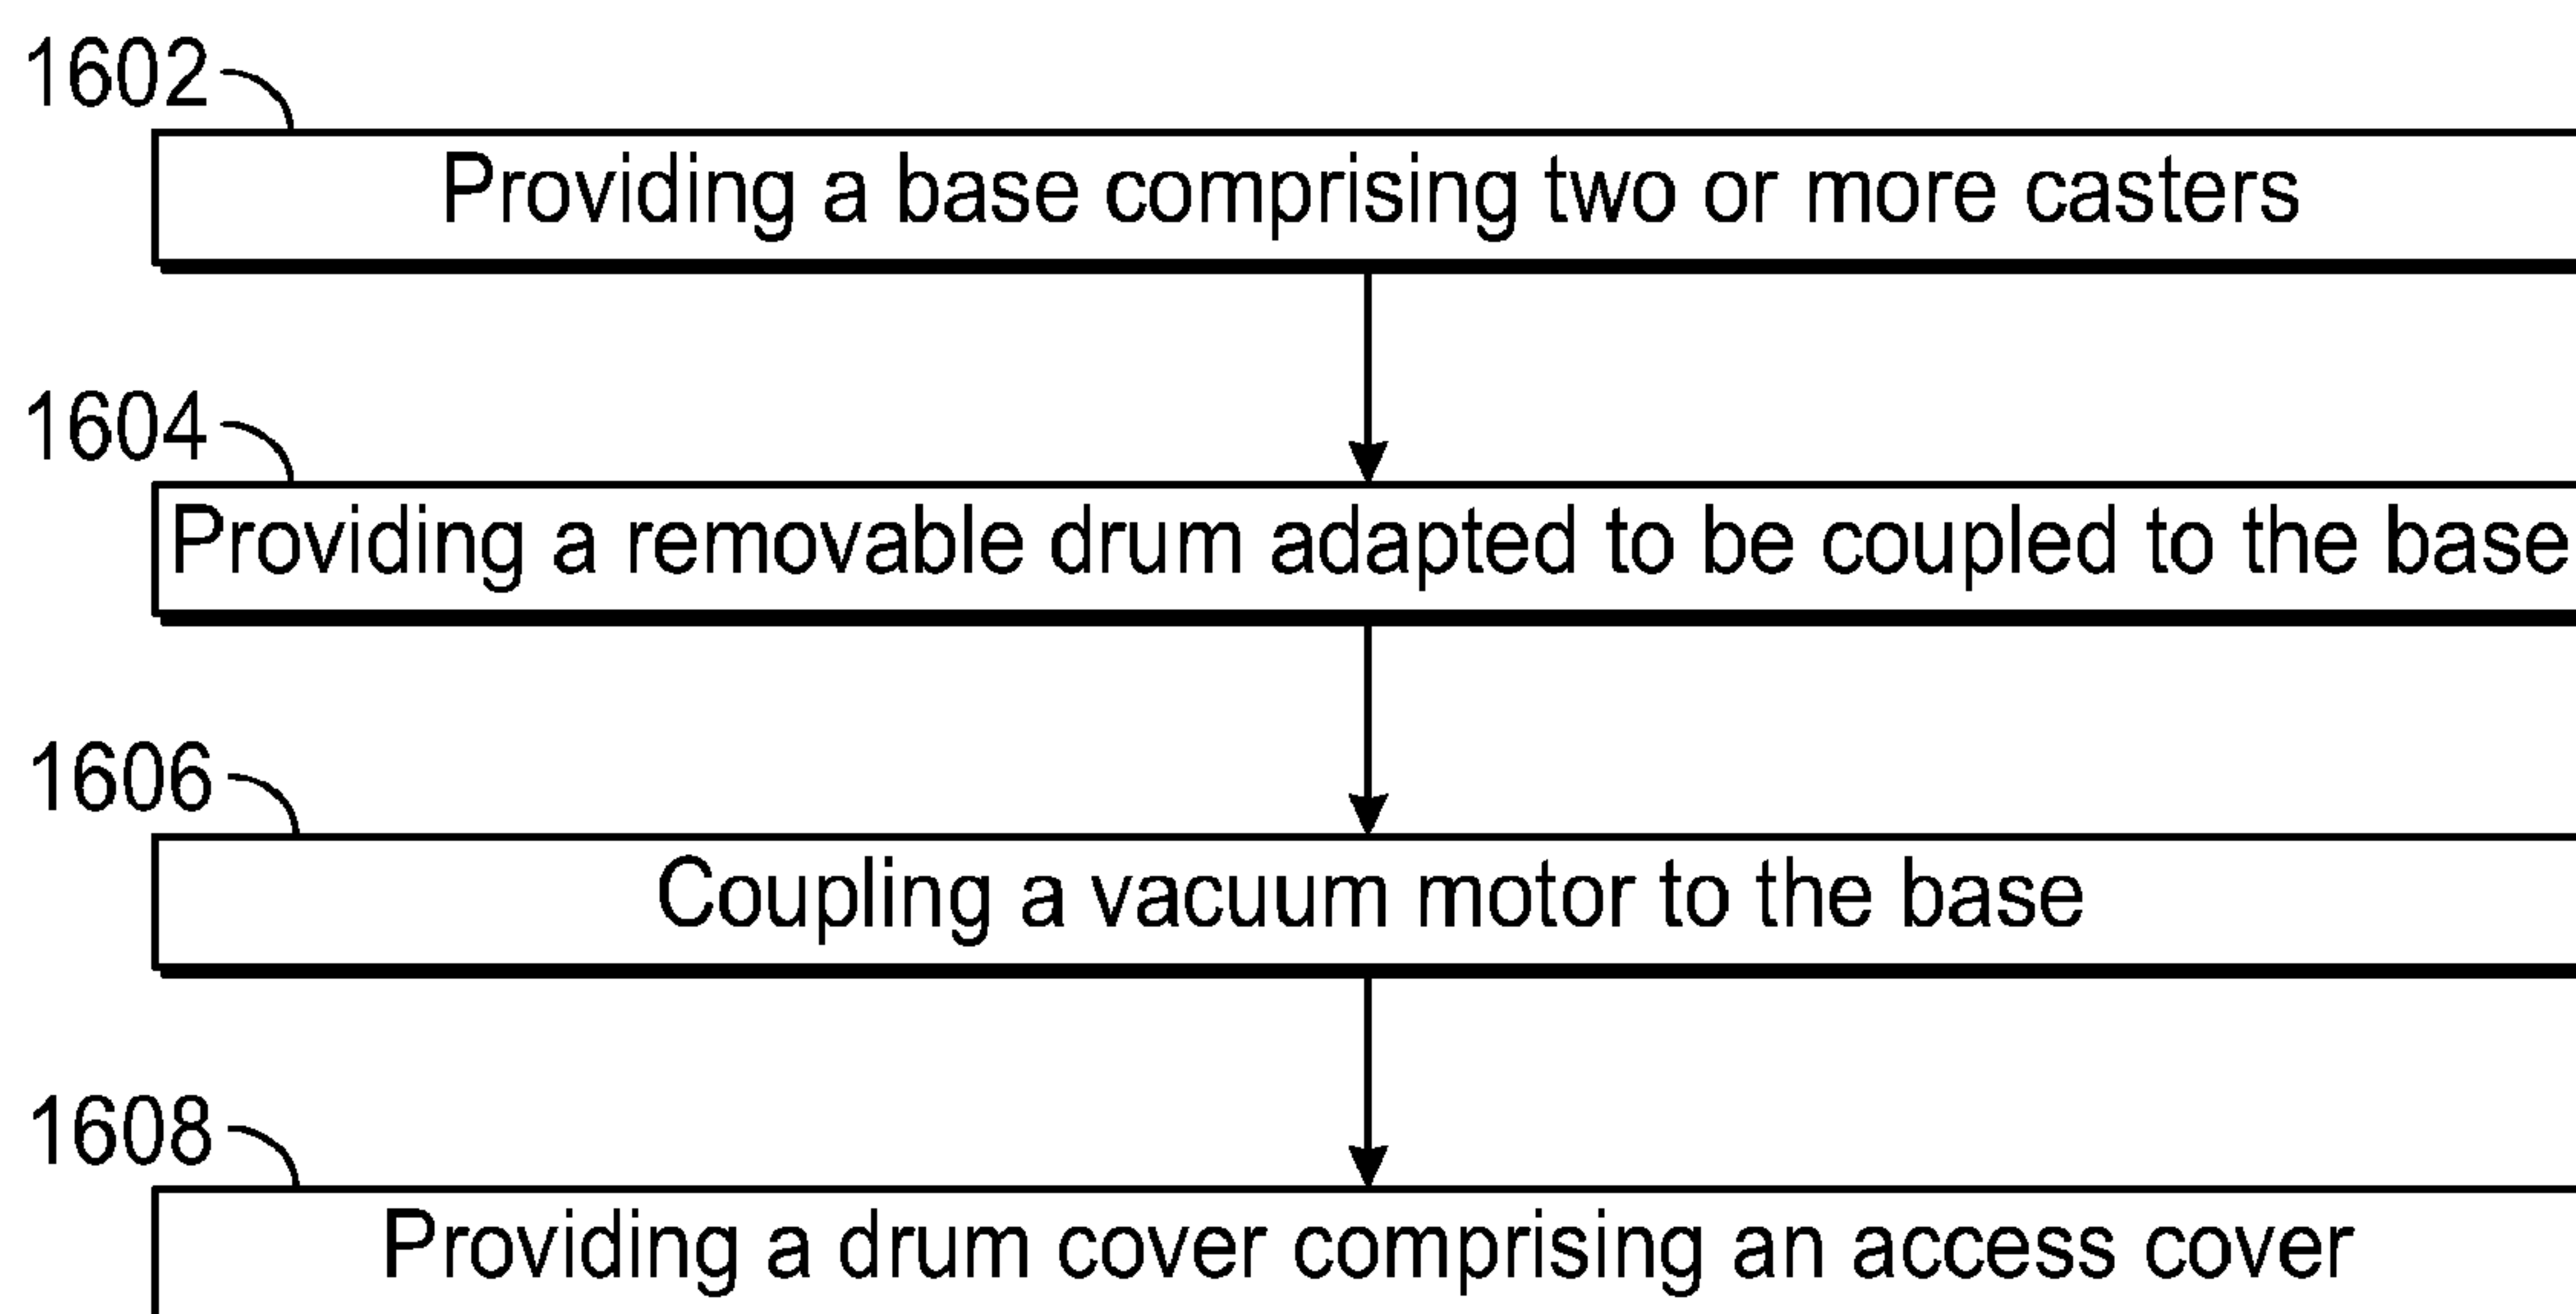 1602
Providing a base comprising two or more casters
1604
Providing a removable drum adapted to be coupled to the base
1606
Coupling a vacuum motor to the base
1608
Providing a drum cover comprising an access cover